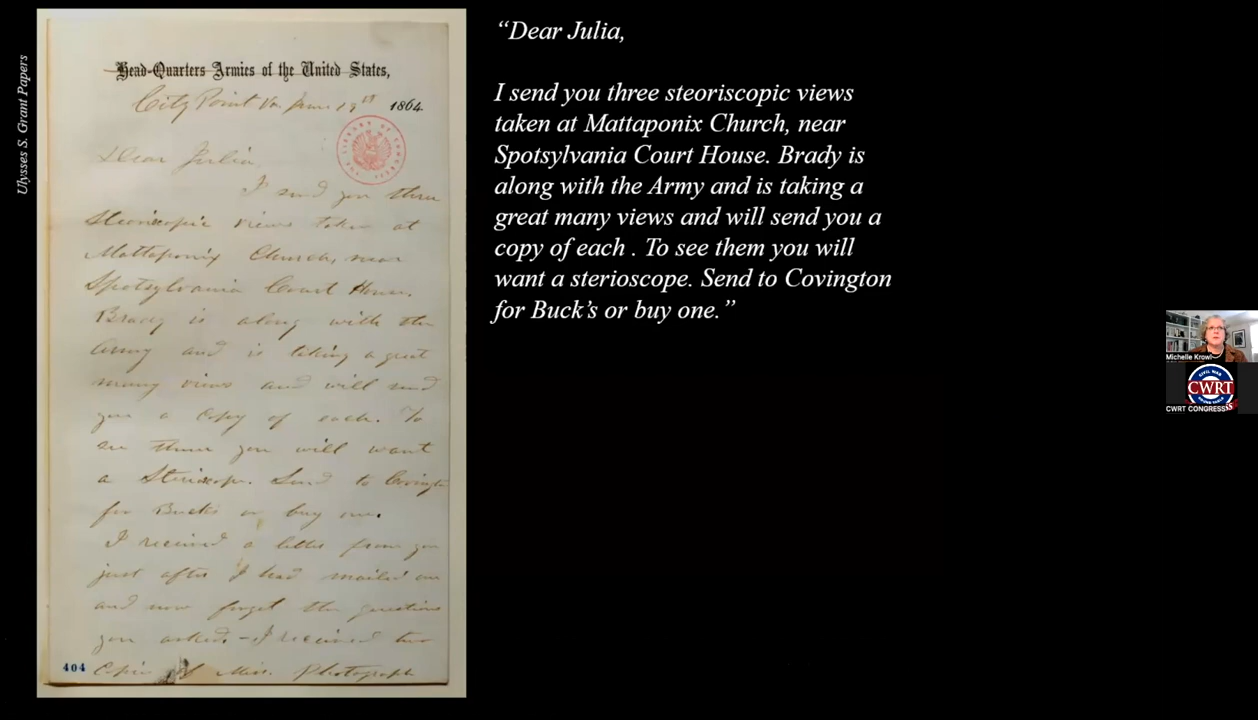 Ulysses S. Grant Papers
Head-Quarters Armies of the United States,
City Point Va. June 19th 1864
Dear Julia,
I send you three
steoriscopic views taken at
Mattaponix Church, near
Spotsylvania Court House.
Brady is along with the
Army and is taking a great
many views and will send
you a copy of each. To
see them you will want
a sterioscope. Send to Covington
for Buck's or buy one.
I received a letter from you
just after I had mailed one
and now forget the questions
you asked. - I received two
Copies of Miss. Photograph
404
“Dear Julia,
I send you three steoriscopic views
taken at Mattaponix Church, near
Spotsylvania Court House. Brady is
along with the Army and is taking a
great many views and will send you a
copy of each . To see them you will
want a sterioscope. Send to Covington
for Buck’s or buy one.”
Michelle Krowl
CIVIL WAR
CWRT
CWRT CONGRESS